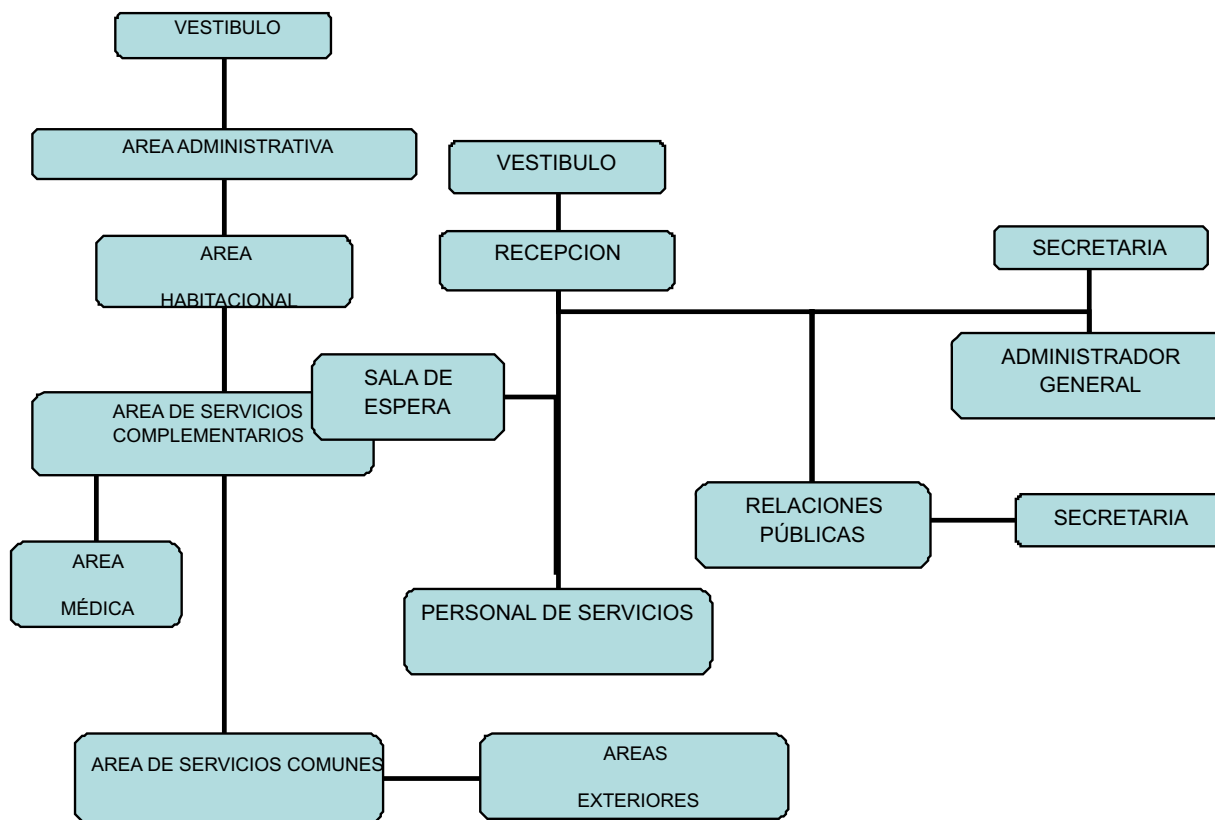 VESTIBULO
AREA ADMINISTRATIVA
AREA
HABITACIONAL
AREA DE SERVICIOS
COMPLEMENTARIOS
AREA
MÉDICA
AREA DE SERVICIOS COMUNES
AREAS
EXTERIORES
VESTIBULO
RECEPCION
SALA DE
ESPERA
PERSONAL DE SERVICIOS
SECRETARIA
ADMINISTRADOR
GENERAL
RELACIONES
PÚBLICAS
SECRETARIA